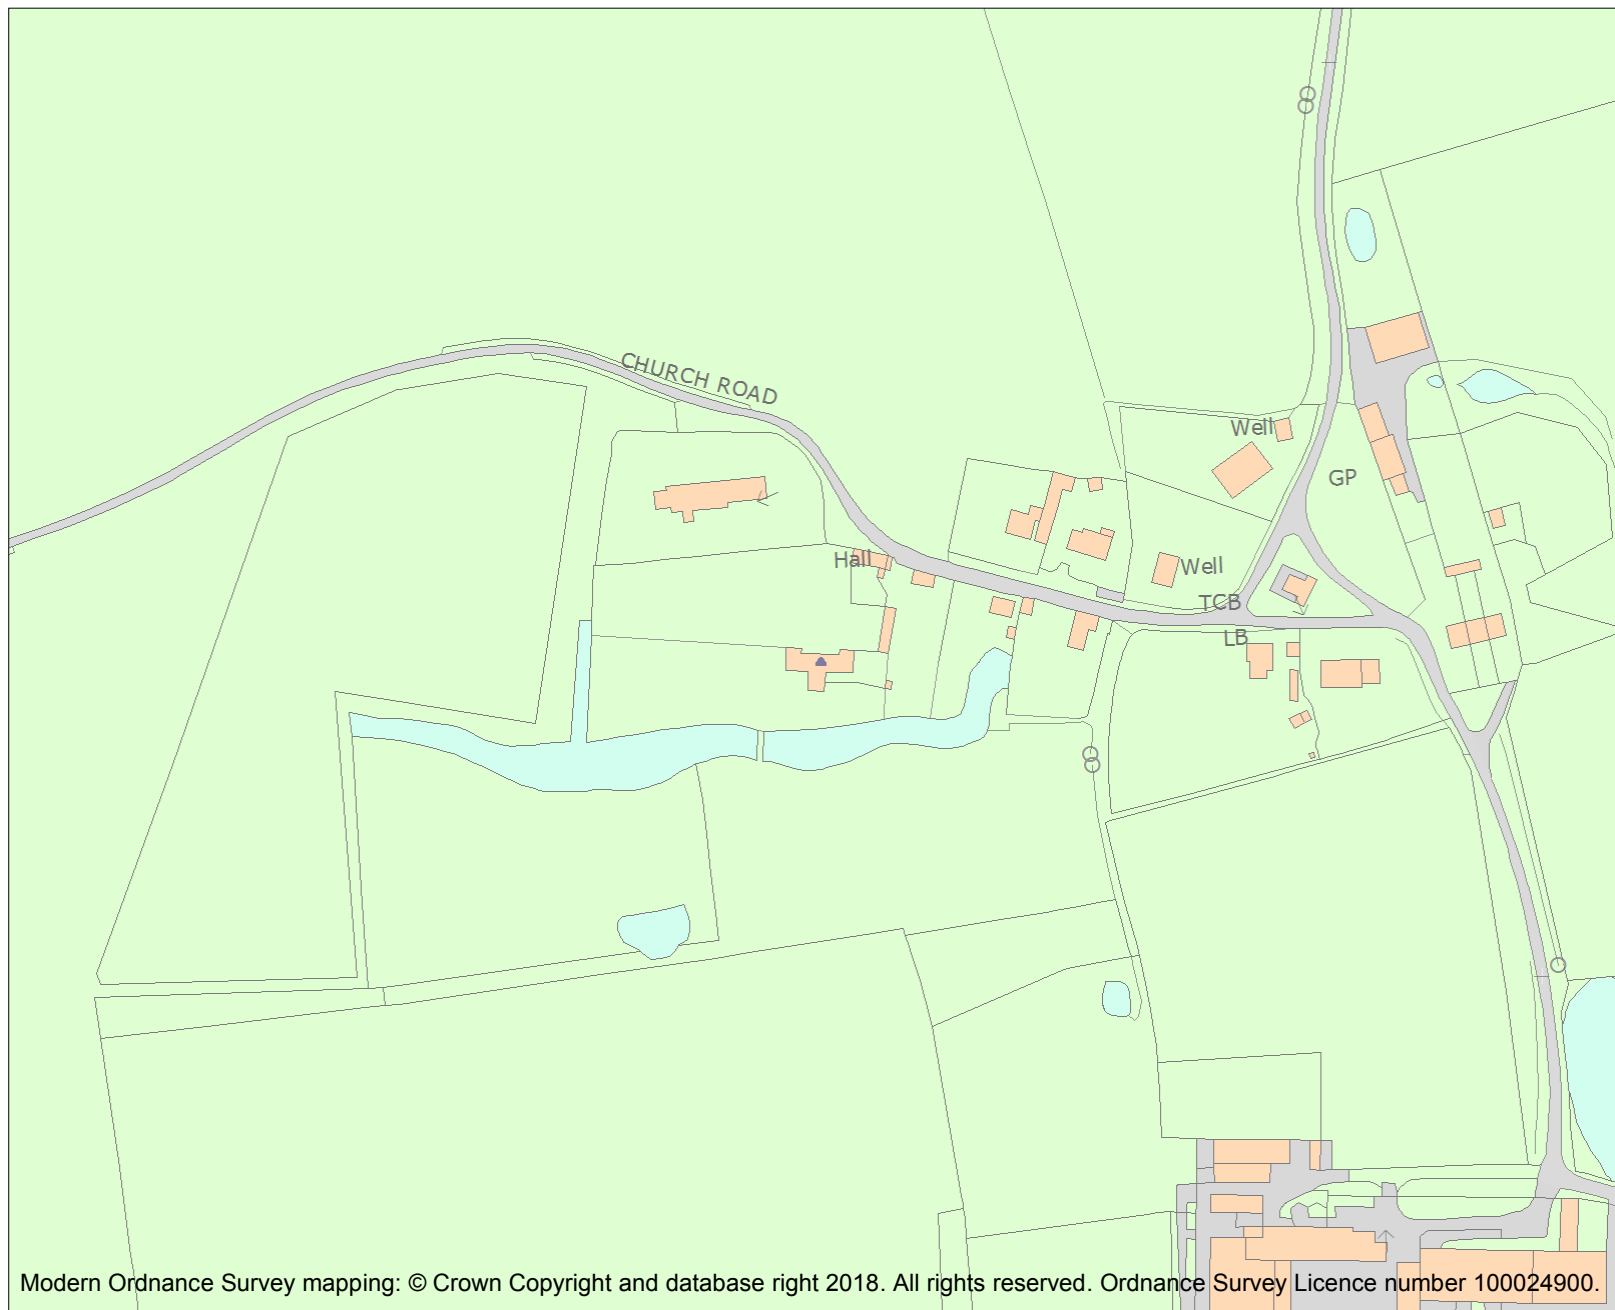 CHURCH ROAD
Well
GP
Hall
Well
TCB
LB
Modern Ordnance Survey mapping: © Crown Copyright and database right 2018. All rights reserved. Ordnance Survey Licence number 100024900.